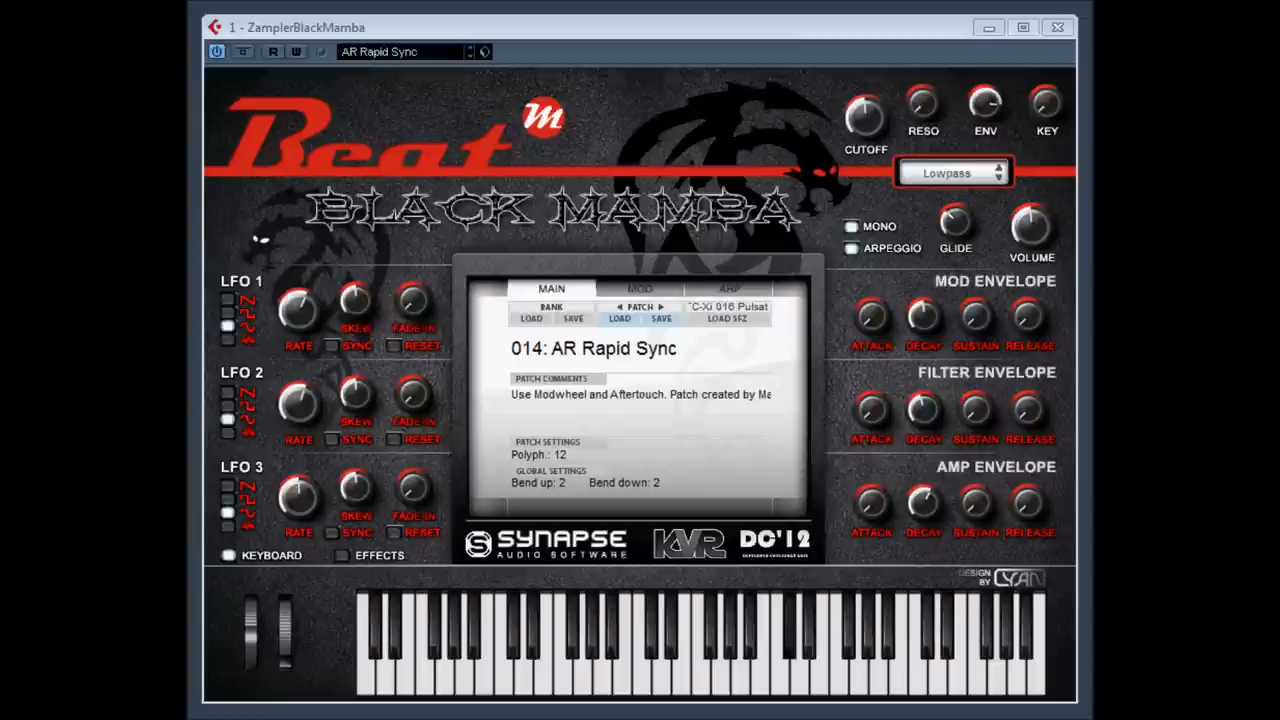 1 - ZamplerBlackMamba
R W AR Rapid Sync
Beat m
BLACK MAMBA
CUTOFF RESO ENV KEY
Lowpass
MONO
ARPEGGIO GLIDE VOLUME
LFO 1
RATE SKEW SYNC FADE-IN RESET
LFO 2
RATE SKEW SYNC FADE-IN RESET
LFO 3
RATE SKEW SYNC FADE-IN RESET
KEYBOARD EFFECTS
MAIN MOD ARP
BANK PATCH
LOAD SAVE LOAD SAVE LOAD SFZ
014: AR Rapid Sync
PATCH COMMENTS
Use Modwheel and Aftertouch. Patch created by Ma
PATCH SETTINGS
Polyph.: 12
GLOBAL SETTINGS
Bend up: 2 Bend down: 2
SYNAPSE
AUDIO SOFTWARE
KVR
DC'12
DEVELOPER CHALLENGE 2012
MOD ENVELOPE
ATTACK DECAY SUSTAIN RELEASE
FILTER ENVELOPE
ATTACK DECAY SUSTAIN RELEASE
AMP ENVELOPE
ATTACK DECAY SUSTAIN RELEASE
DESIGN
BY CYAN